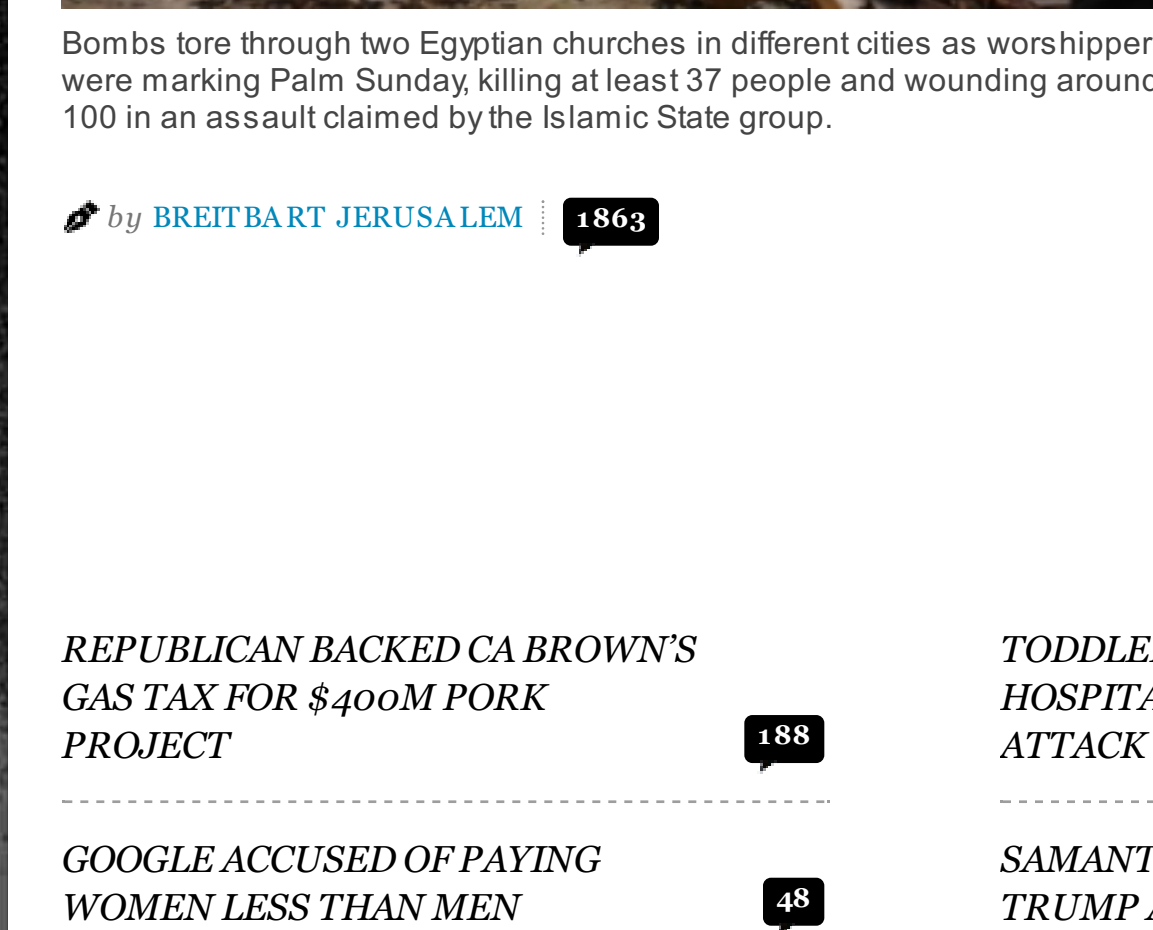 Bombs tore through two Egyptian churches in different cities as
were marking Palm Sunday, killing at least 37 people and wounding
100 in an assault claimed by the Islamic State group.
by BREITBART JERUSALEM 1863
REPUBLICAN BACKED CA BROWN'S
GAS TAX FOR $400M PORK
PROJECT
188
GOOGLE ACCUSED OF PAYING
WOMEN LESS THAN MEN
48
ATTACK
TRUMP